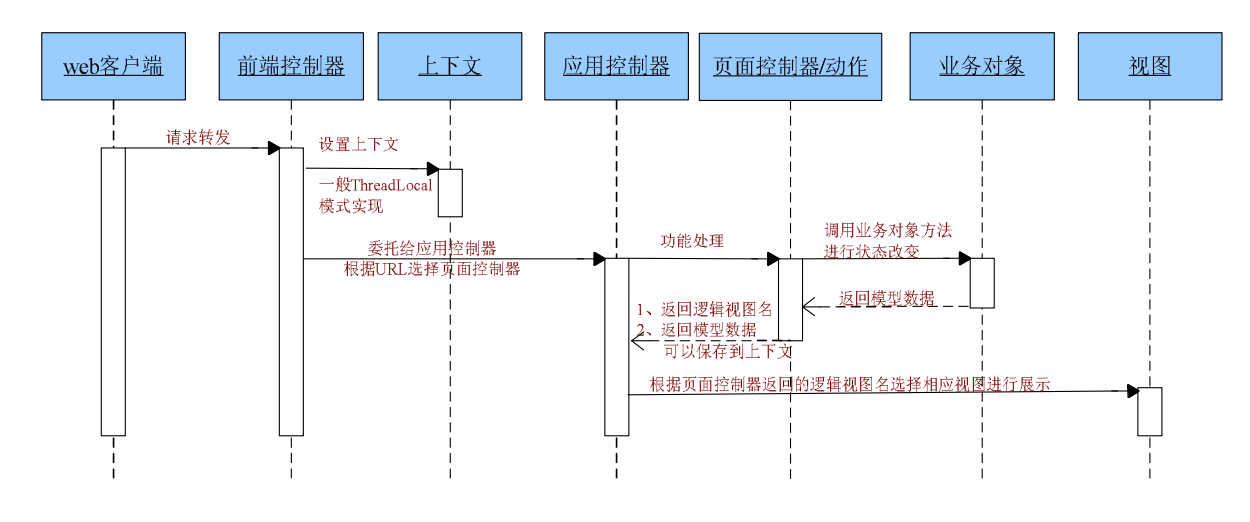 web客户端
前端控制器
上下文
应用控制器
页面控制器/动作
业务对象
视图
请求转发
设置上下文
一般ThreadLocal
模式实现
委托给应用控制器
根据URL选择页面控制器
功能处理
调用业务对象方法
进行状态改变
返回模型数据
1、返回逻辑视图名
2、返回模型数据
可以保存到上下文
根据页面控制器返回的逻辑视图名选择相应视图进行展示